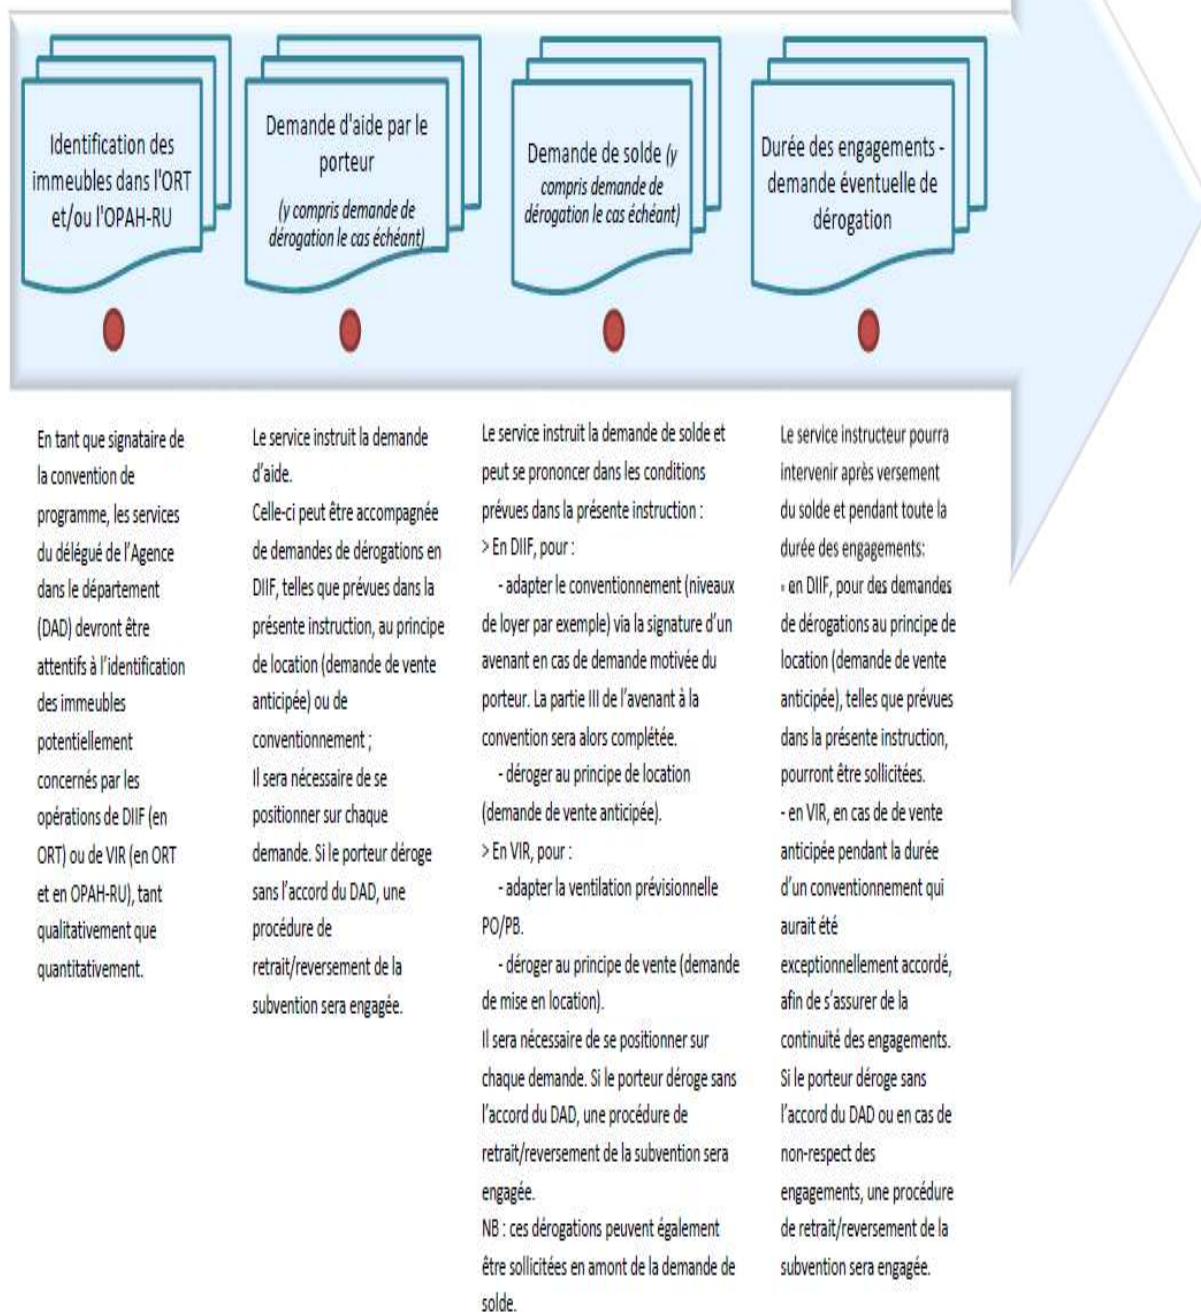 Identification des
immeubles dans l'ORT
et/ou l'OPAH-RU
Demande d'aide par le
porteur
(y compris demande de
dérogation le cas échéant)
Demande de solde (y
compris demande de
dérogation le cas échéant)
Durée des engagements -
demande éventuelle de
dérogation
En tant que signataire de
la convention de
programme, les services
du délégué de l'Agence
dans le département
(DAD) devront être
attentifs à l'identification
des immeubles
potentiellement
concernés par les
opérations de DIIF (en
ORT) ou de VIR (en ORT
et en OPAH-RU), tant
qualitativement que
quantitativement.
Le service instruit la demande
d'aide.
Celle-ci peut être accompagnée
de demandes de dérogations en
DIIF, telles que prévues dans la
présente instruction, au principe
de location (demande de vente
anticipée) ou de
conventionnement ;
Il sera nécessaire de se
positionner sur chaque
demande. Si le porteur déroge
sans l'accord du DAD, une
procédure de
retrait/reversement de la
subvention sera engagée.
Le service instruit la demande de solde et
peut se prononcer dans les conditions
prévues dans la présente instruction :
> En DIIF, pour :
- adapter le conventionnement (niveaux
de loyer par exemple) via la signature d'un
avenant en cas de demande motivée du
porteur. La partie III de l'avenant à la
convention sera alors complétée.
- déroger au principe de location
(demande de vente anticipée).
> En VIR, pour :
- adapter la ventilation prévisionnelle
PO/PB.
- déroger au principe de vente (demande
de mise en location).
Il sera nécessaire de se positionner sur
chaque demande. Si le porteur déroge sans
l'accord du DAD, une procédure de
retrait/reversement de la subvention sera
engagée.
NB : ces dérogations peuvent également
être sollicitées en amont de la demande de
solde.
Le service instructeur pourra
intervenir après versement
du solde et pendant toute la
durée des engagements:
- en DIIF, pour des demandes
de dérogations au principe de
location (demande de vente
anticipée), telles que prévues
dans la présente instruction,
pourront être sollicitées.
- en VIR, en cas de de vente
anticipée pendant la durée
d'un conventionnement qui
aurait été
exceptionnellement accordé,
afin de s'assurer de la
continuité des engagements.
Si le porteur déroge sans
l'accord du DAD ou en cas de
non-respect des
engagements, une procédure
de retrait/reversement de la
subvention sera engagée.